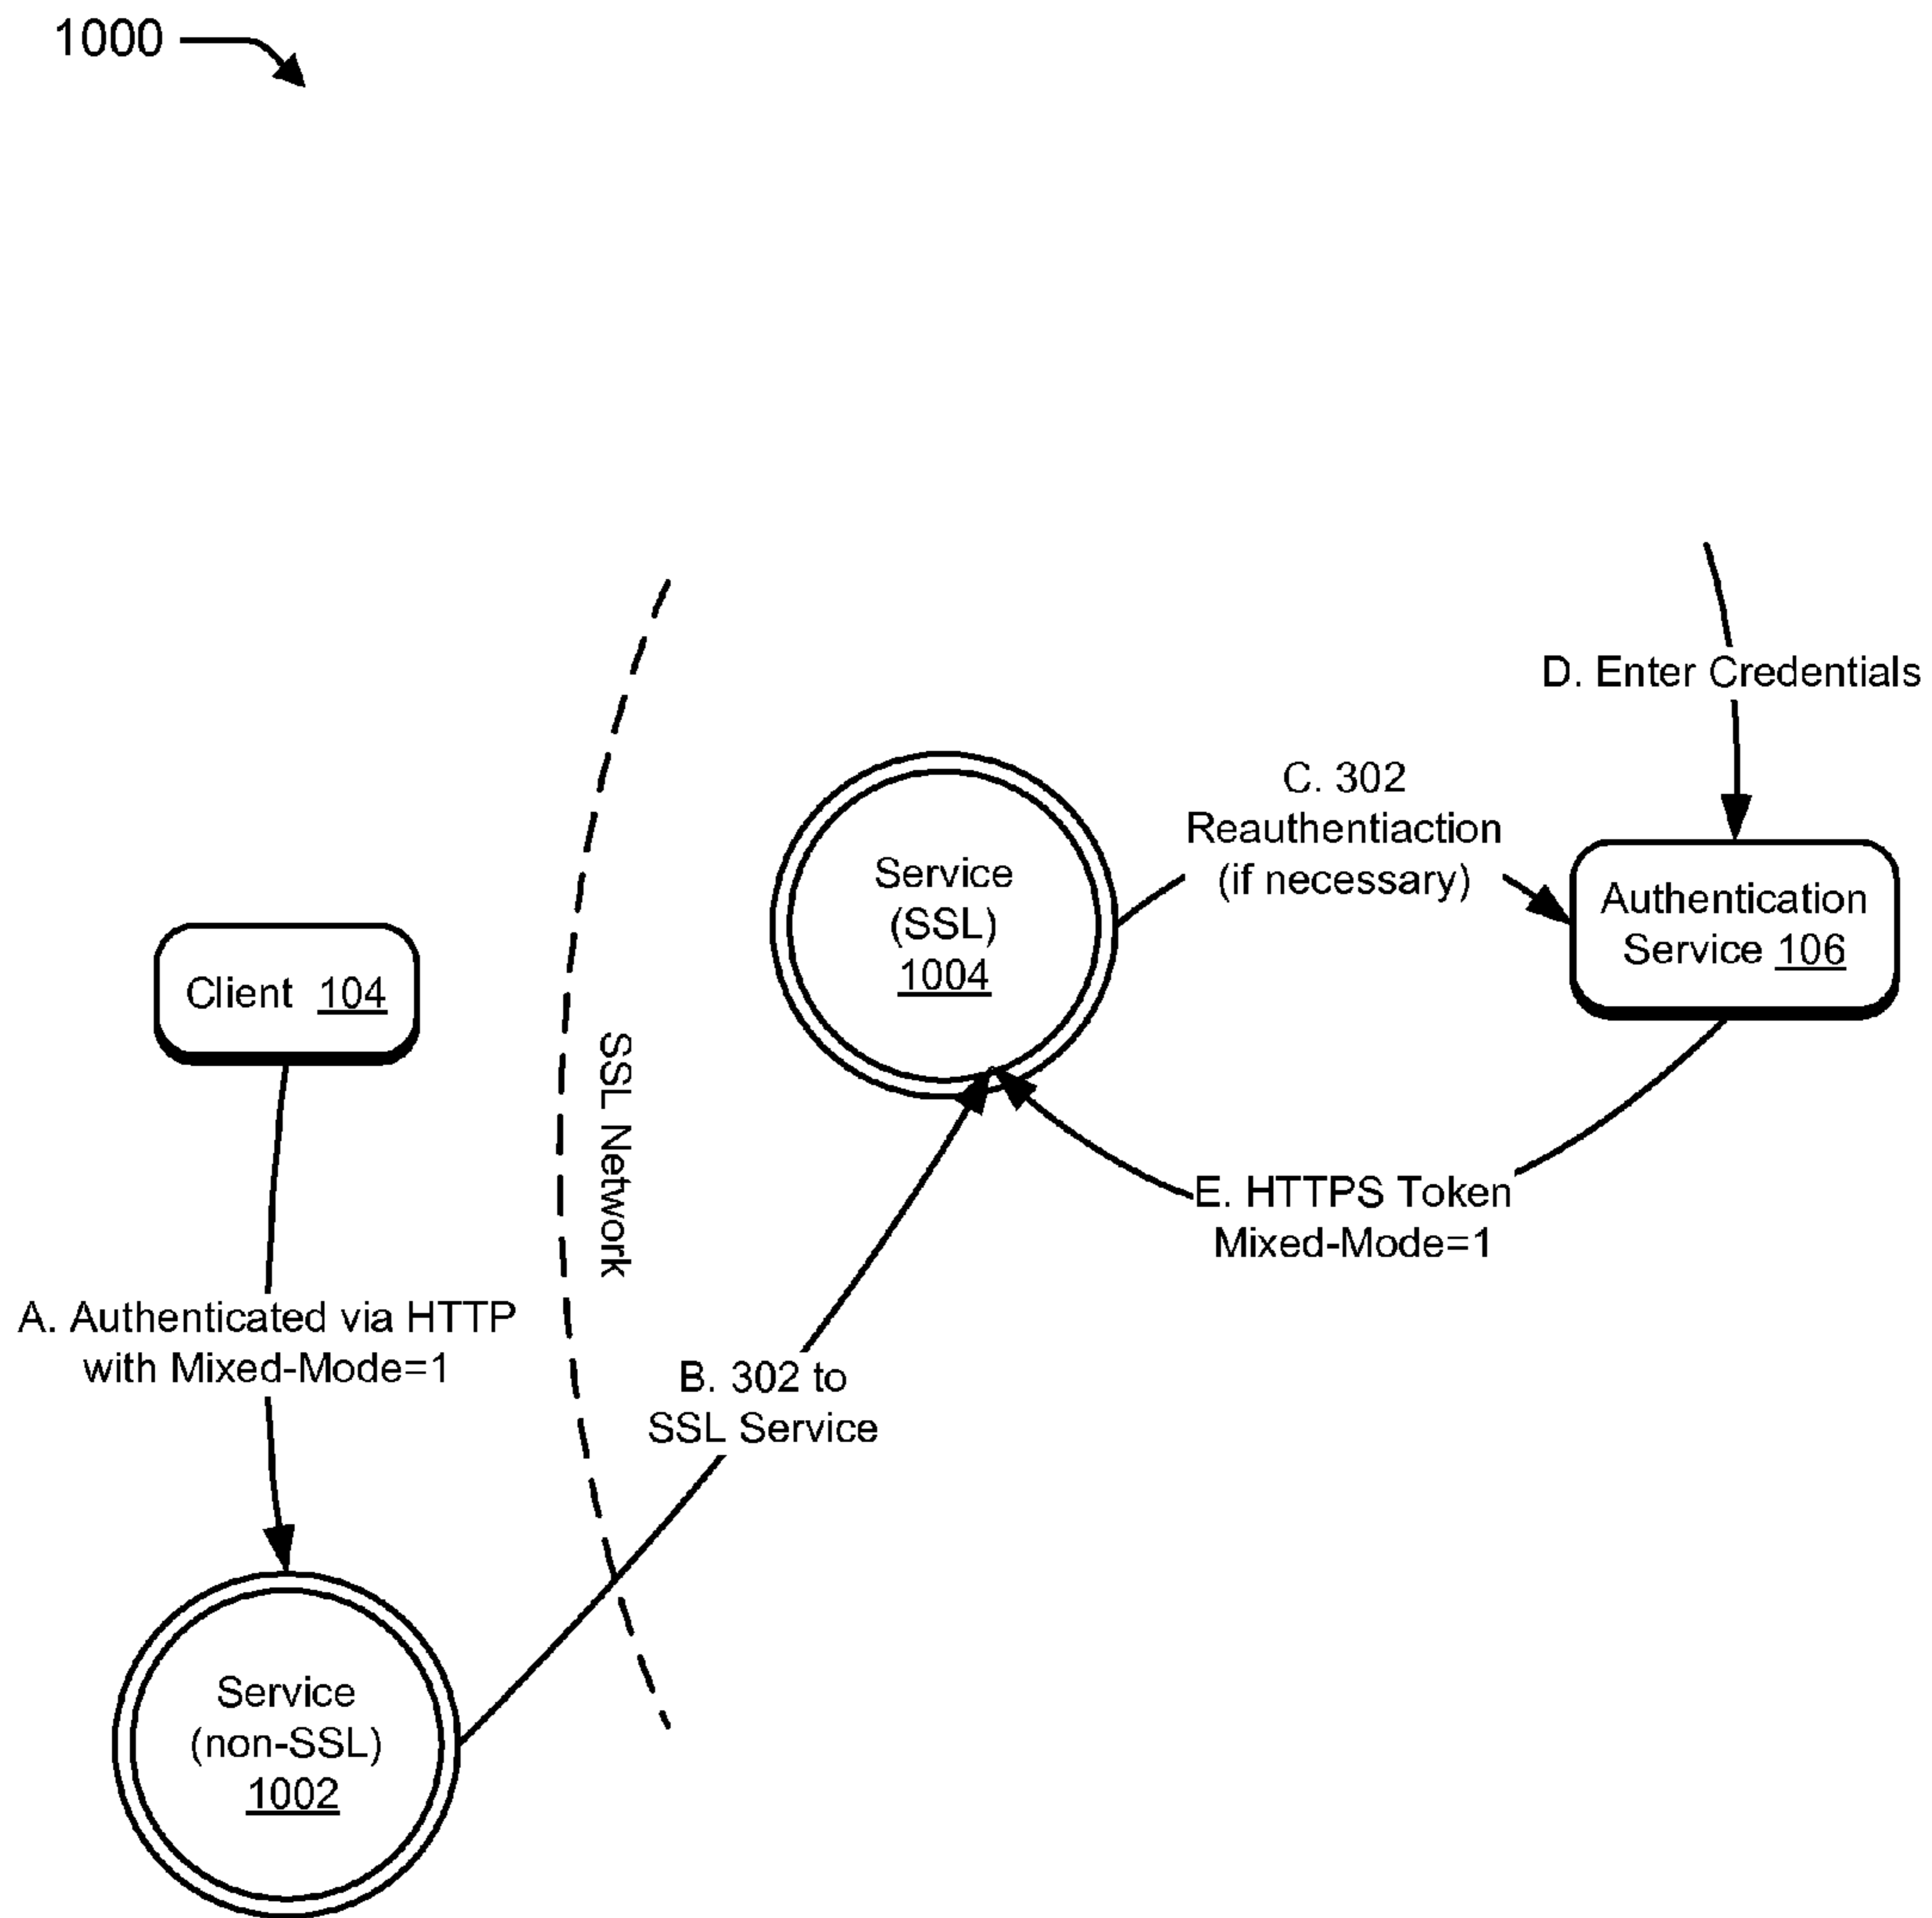 1000
D. Enter Credentials
C. 302
Reauthentiaction
(if necessary)
Service
(SSL)
1004
Authentication
Service 106
Client 104
SSL Network
E. HTTPS Token
Mixed-Mode=1
A. Authenticated via HTTP
with Mixed-Mode=1
B. 302 to
SSL Service
Service
(non-SSL)
1002